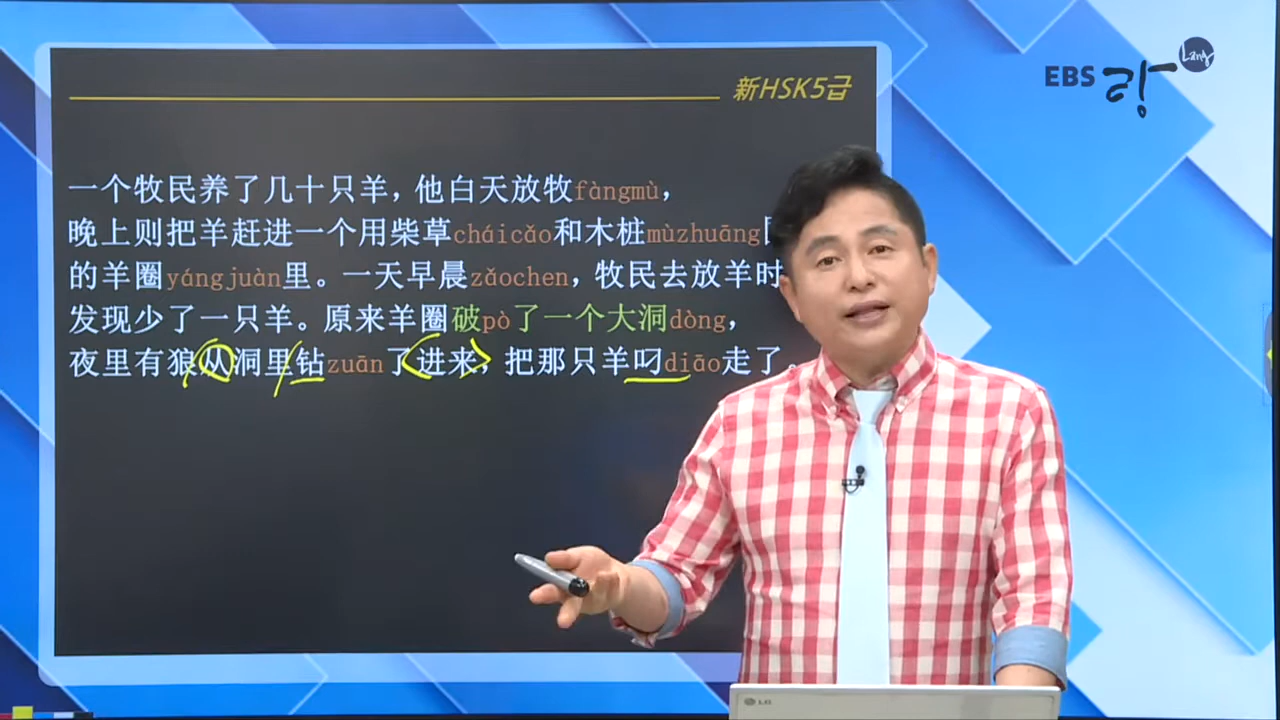 EBS 랑 Lang
新HSK5급
一个牧民养了几十只羊，他白天放牧fàngmù，
晚上则把羊赶进一个用柴草cháicǎo和木桩mùzhuāng
的羊圈yángjuàn里。一天早晨zǎochen，牧民去放羊时
发现少了一只羊。原来羊圈破pò了一个大洞dòng，
夜里有狼从洞里钻zuān了进来，把那只羊叼diāo走了。
LG